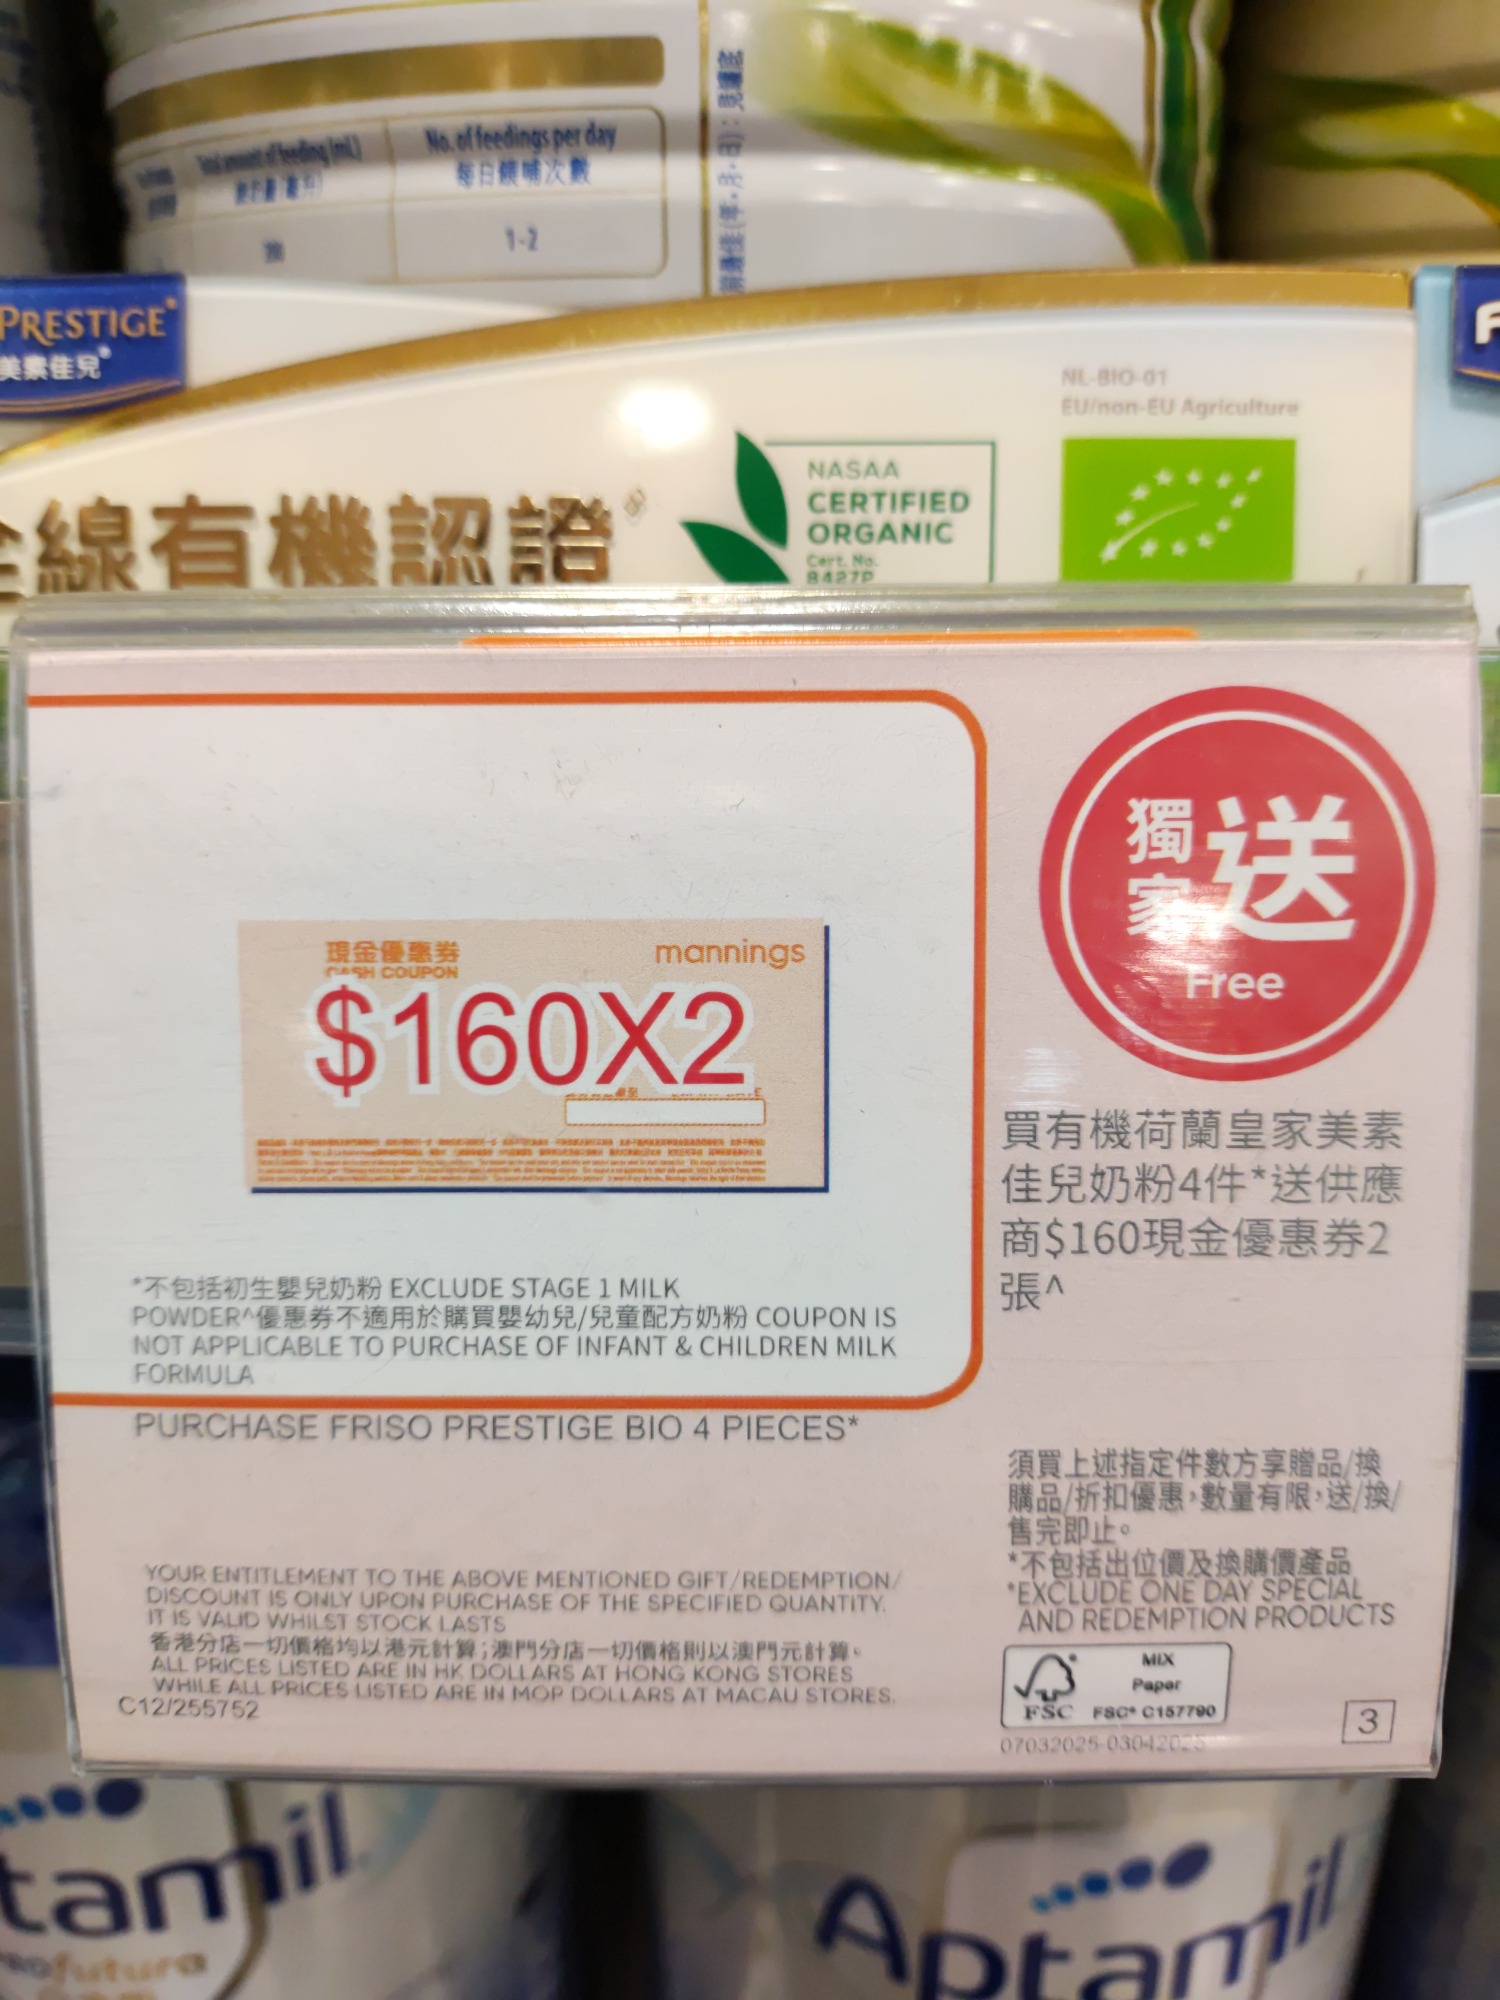 No. of feedings per day
每日餵哺次數
1-2
PRESTIGE
美素佳兒
NL-BIO-01
EU/non-EU Agriculture
線有機認證
NASAA
CERTIFIED
ORGANIC
Cert. No.
8427P
獨家送
Free
現金優惠券
CASH COUPON
mannings
$160X2
買有機荷蘭皇家美素
佳兒奶粉4件*送供應
商$160現金優惠券2
張^
*不包括初生嬰兒奶粉 EXCLUDE STAGE 1 MILK
POWDER^優惠券不適用於購買嬰幼兒/兒童配方奶粉 COUPON IS
NOT APPLICABLE TO PURCHASE OF INFANT & CHILDREN MILK
FORMULA
PURCHASE FRISO PRESTIGE BIO 4 PIECES*
須買上述指定件數方享贈品/換
購品/折扣優惠，數量有限，送/換/
售完即止。
*不包括出位價及換購價產品
*EXCLUDE ONE DAY SPECIAL
AND REDEMPTION PRODUCTS
YOUR ENTITLEMENT TO THE ABOVE MENTIONED GIFT/REDEMPTION/
DISCOUNT IS ONLY UPON PURCHASE OF THE SPECIFIED QUANTITY.
IT IS VALID WHILST STOCK LASTS
香港分店一切價格均以港元計算；澳門分店一切價格則以澳門元計算。
ALL PRICES LISTED ARE IN HK DOLLARS AT HONG KONG STORES
WHILE ALL PRICES LISTED ARE IN MOP DOLLARS AT MACAU STORES.
C12/255752
FSC
MIX
Paper
FSC® C157790
3
07032025-03042025
tamil
Aptamil